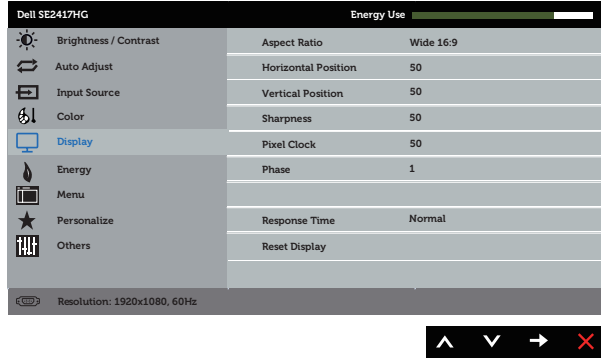 Dell SE2417HG Energy Use
Brightness / Contrast Aspect Ratio Wide 16:9
Auto Adjust Horizontal Position 50
Input Source Vertical Position 50
Color Sharpness 50
Display Pixel Clock 50
Energy Phase 1
Menu
Personalize Response Time Normal
Others Reset Display
Resolution: 1920x1080, 60Hz